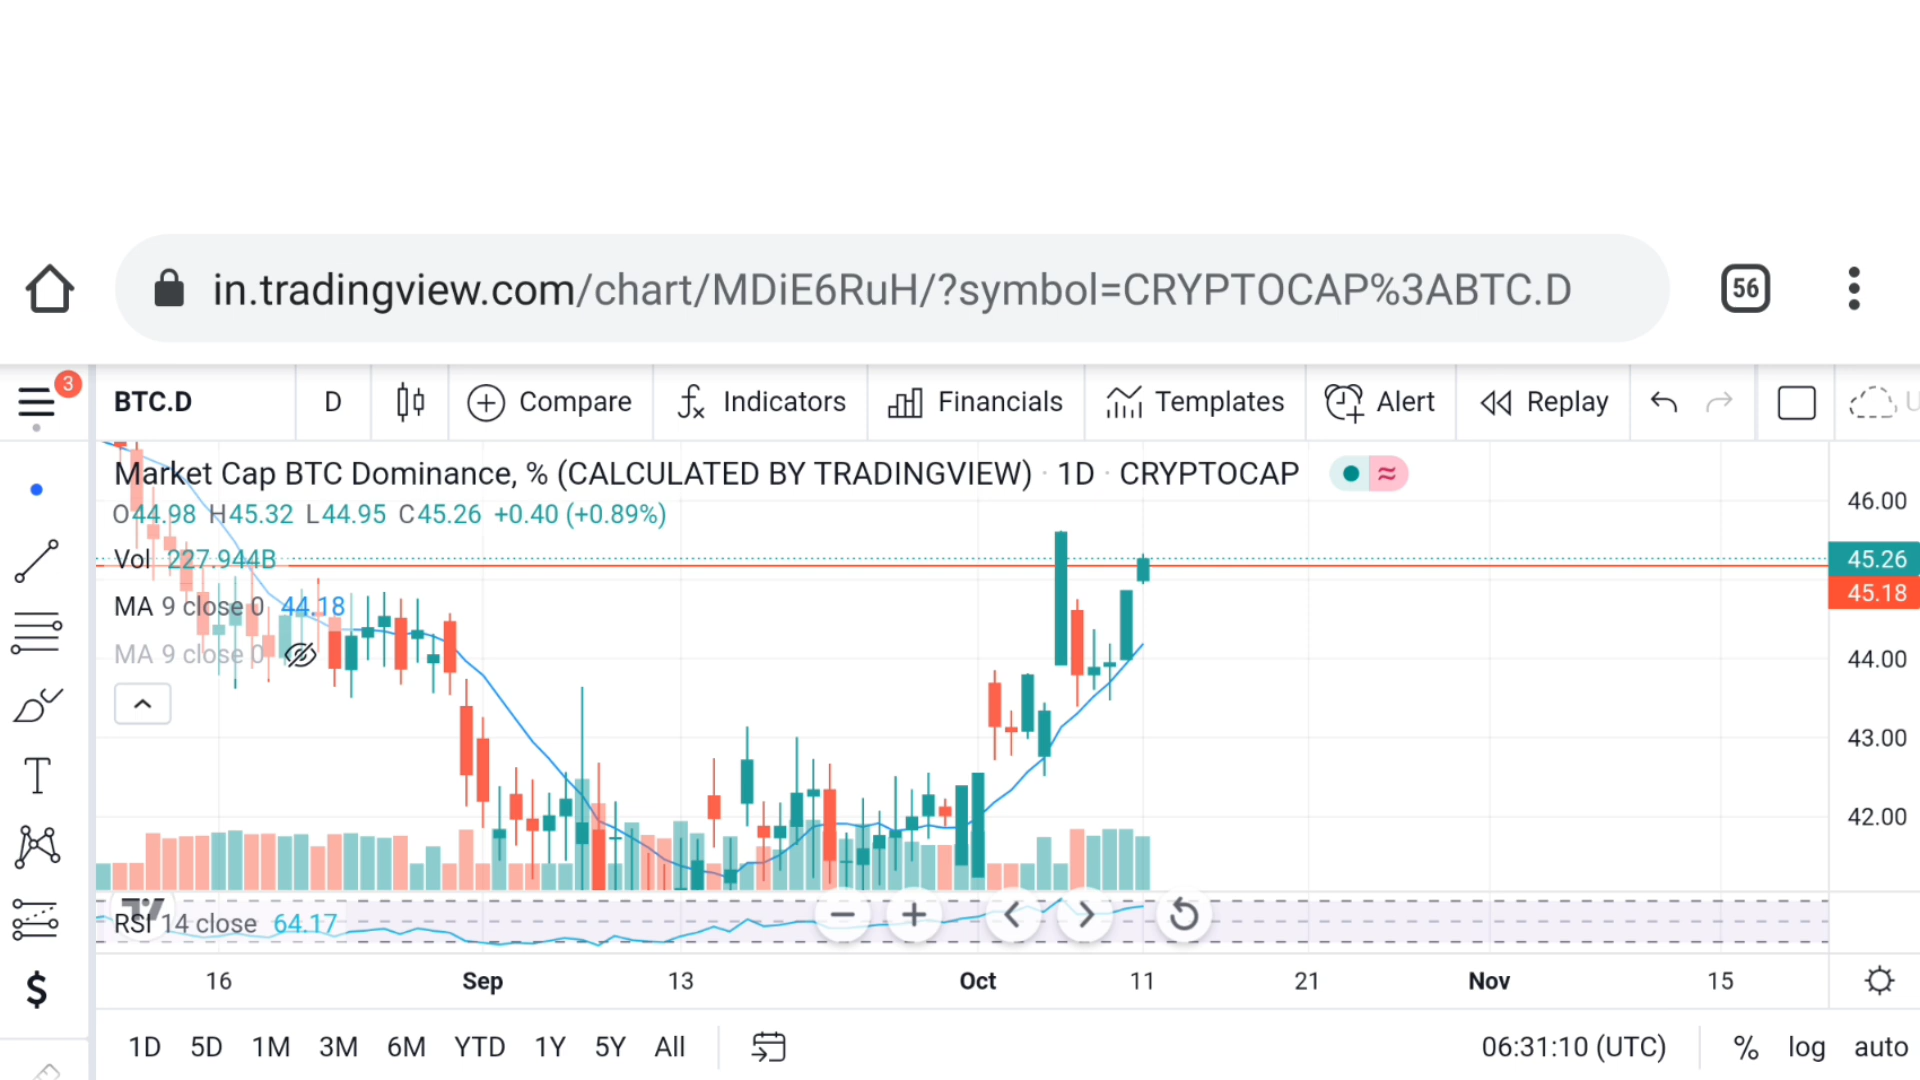 in.tradingview.com/chart/MDiE6RuH/?symbol=CRYPTOCAP%3ABTC.D
56
3
BTC.D D Compare Indicators Financials Templates Alert Replay
Market Cap BTC Dominance, % (CALCULATED BY TRADINGVIEW) · 1D · CRYPTOCAP
O44.98 H45.32 L44.95 C45.26 +0.40 (+0.89%)
Vol 227.944B
MA 9 close 0 44.18
MA 9 close 0
46.00
45.26
45.18
44.00
43.00
42.00
RSI 14 close 64.17
16 Sep 13 Oct 11 21 Nov 15
1D 5D 1M 3M 6M YTD 1Y 5Y All 06:31:10 (UTC) % log auto